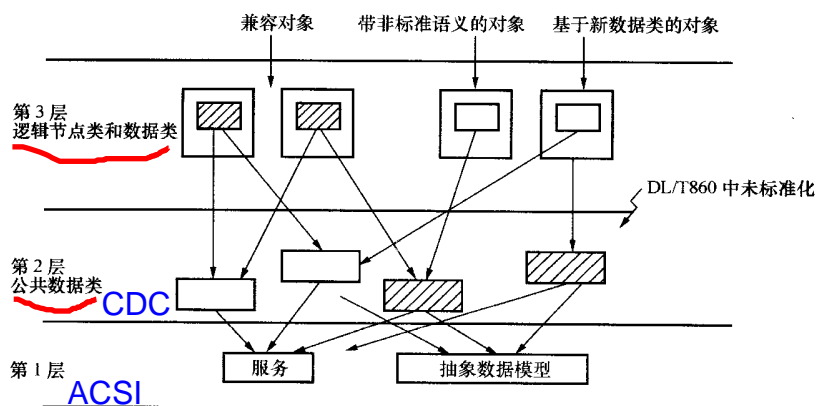 兼容对象
带非标准语义的对象
基于新数据类的对象
第3层
逻辑节点类和数据类
DL/T860 中未标准化
第2层
公共数据类
CDC
第1层
服务
抽象数据模型
ACSI